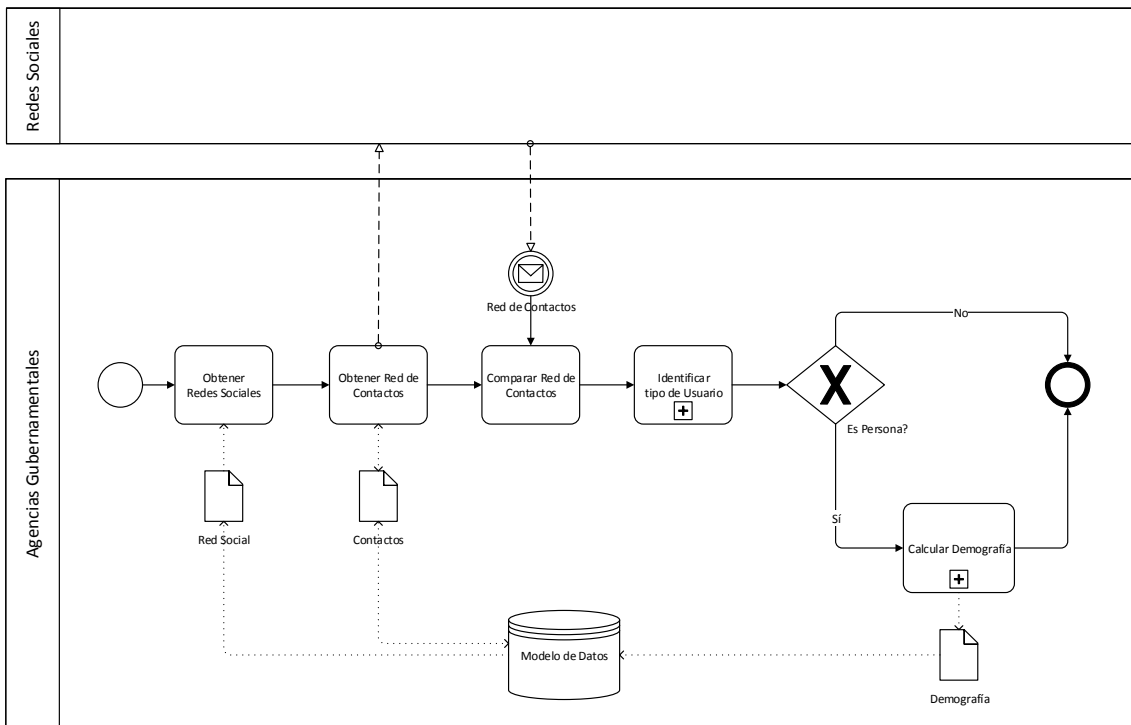 Redes Sociales
Agencias Gubernamentales
Red de Contactos
No
Obtener
Redes Sociales
Obtener Red de
Contactos
Comparar Red de
Contactos
Identificar
tipo de Usuario
X
Es Persona?
Sí
Red Social
Contactos
Calcular Demografía
Modelo de Datos
Demografía